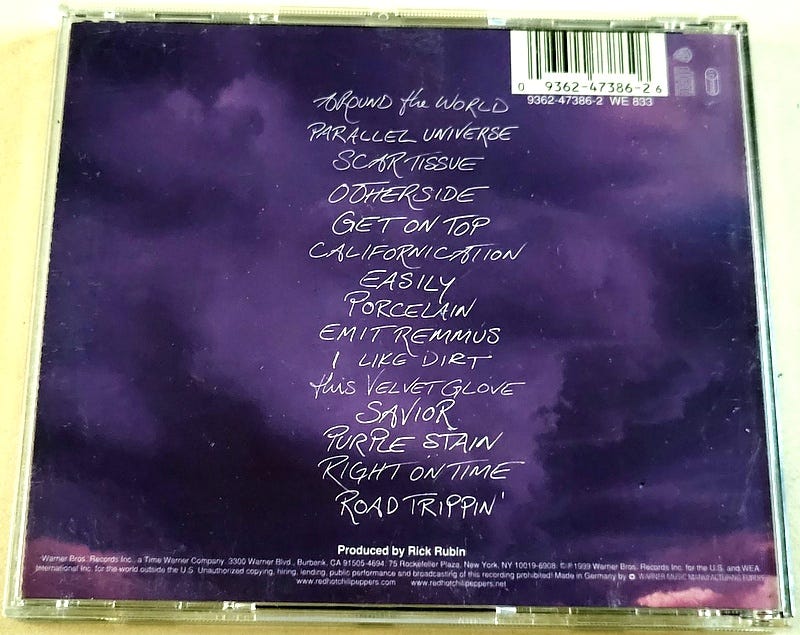 0 9362-47386-2 6
9362-47386-2 WE 833
AROUND the WORLD
PARALLEL UNIVERSE
SCAR TISSUE
OTHERSIDE
GET ON TOP
CALIFORNICATION
EASILY
PORCELAIN
EMIT REMMUS
I LIKE DIRT
this VELVET GLOVE
SAVIOR
PURPLE STAIN
RIGHT ON TIME
ROAD TRIPPIN'
Produced by Rick Rubin
Warner Bros. Records Inc., a Time Warner Company, 3300 Warner Blvd., Burbank, CA 91505-4694: 75 Rockefeller Plaza, New York, NY 10019-6908. ©℗ 1999 Warner Bros. Records Inc. for the U.S. and WEA
International Inc. for the world outside the U.S. Unauthorized copying, hiring, lending, public performance and broadcasting of this recording prohibited! Made in Germany by WARNER MUSIC MANUFACTURING EUROPE
www.redhotchilipeppers.com www.redhotchilipeppers.net